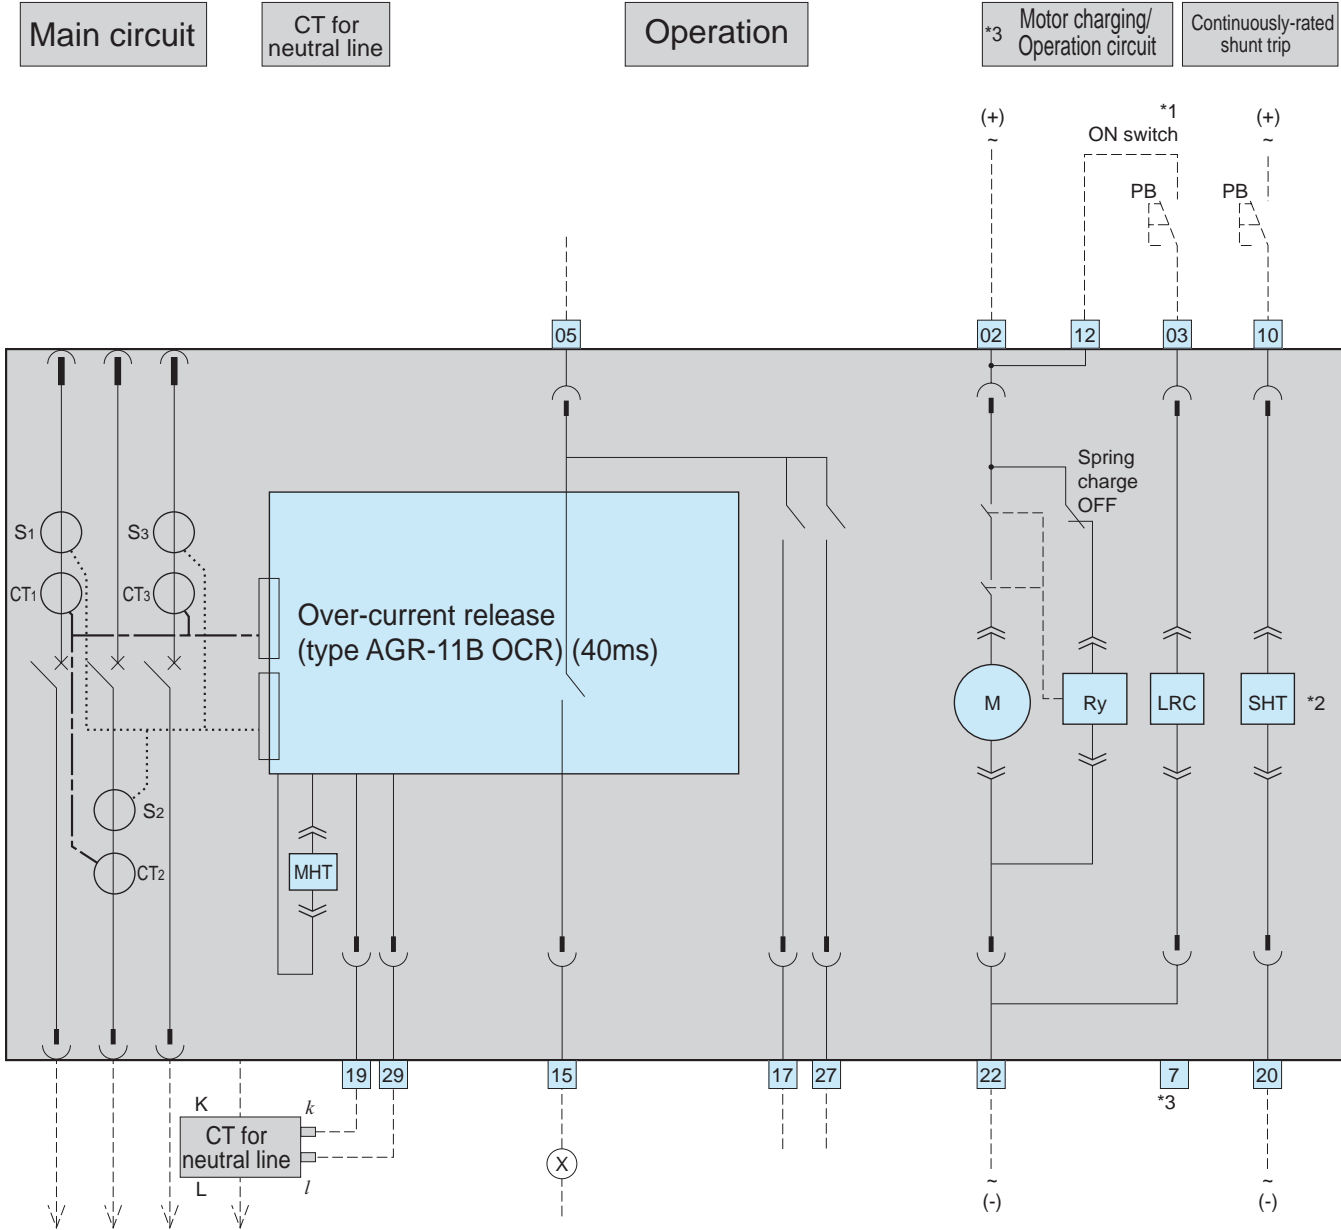 Main circuit
CT for
neutral line
Operation
*3 Motor charging/
Operation circuit
Continuously-rated
shunt trip
(+)
~
*1
ON switch
(+)
~
PB
PB
05
02
12
03
10
Spring
charge
OFF
S1
S3
CT1
CT3
Over-current release
(type AGR-11B OCR) (40ms)
M
Ry
LRC
SHT
*2
S2
CT2
MHT
19
29
15
17
27
22
7
20
*3
K
k
CT for
neutral line
L
l
X
~
(-)
~
(-)